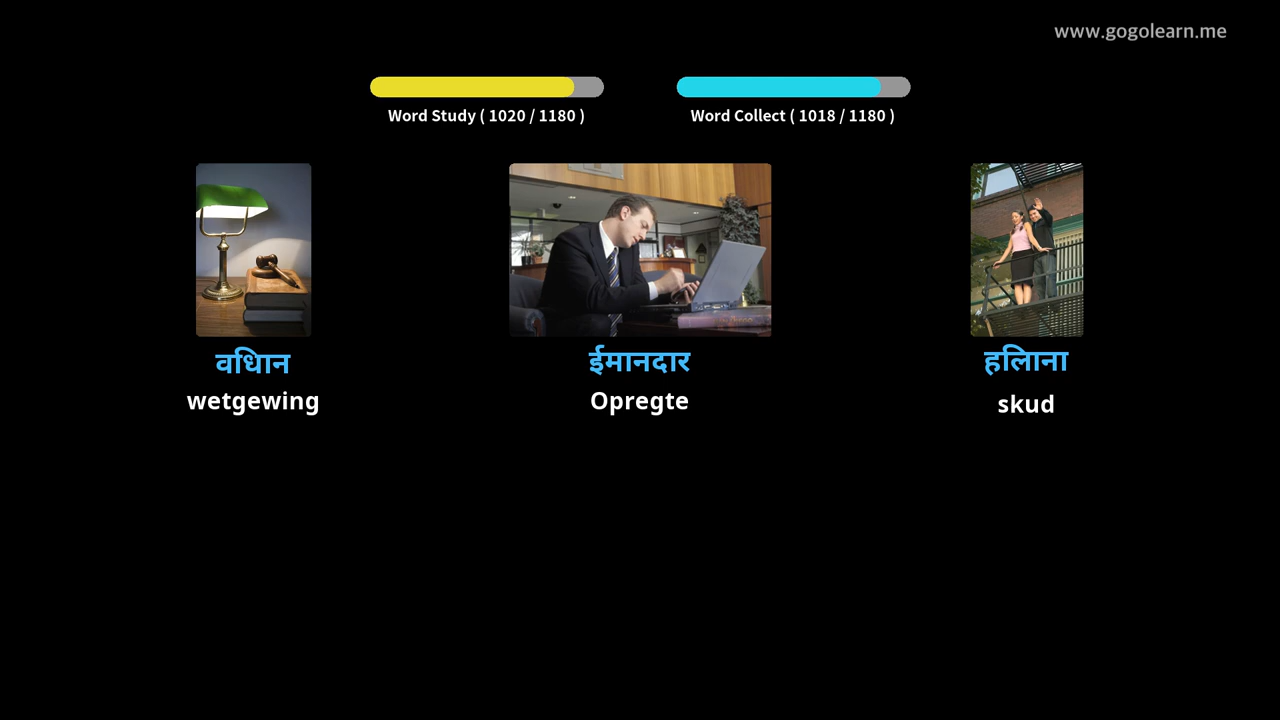 www.gogolearn.me
Word Study ( 1020 / 1180 )
Word Collect ( 1018 / 1180 )
विधान
ईमानदार
हिलाना
wetgewing
Opregte
skud